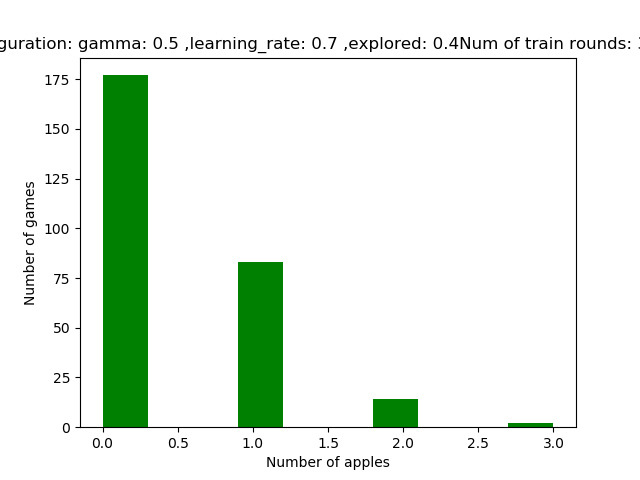 guration: gamma: 0.5 ,learning_rate: 0.7 ,explored: 0.4Num of train rounds:
175
150
125
100
75
50
25
0
Number of games
0.0 0.5 1.0 1.5 2.0 2.5 3.0
Number of apples